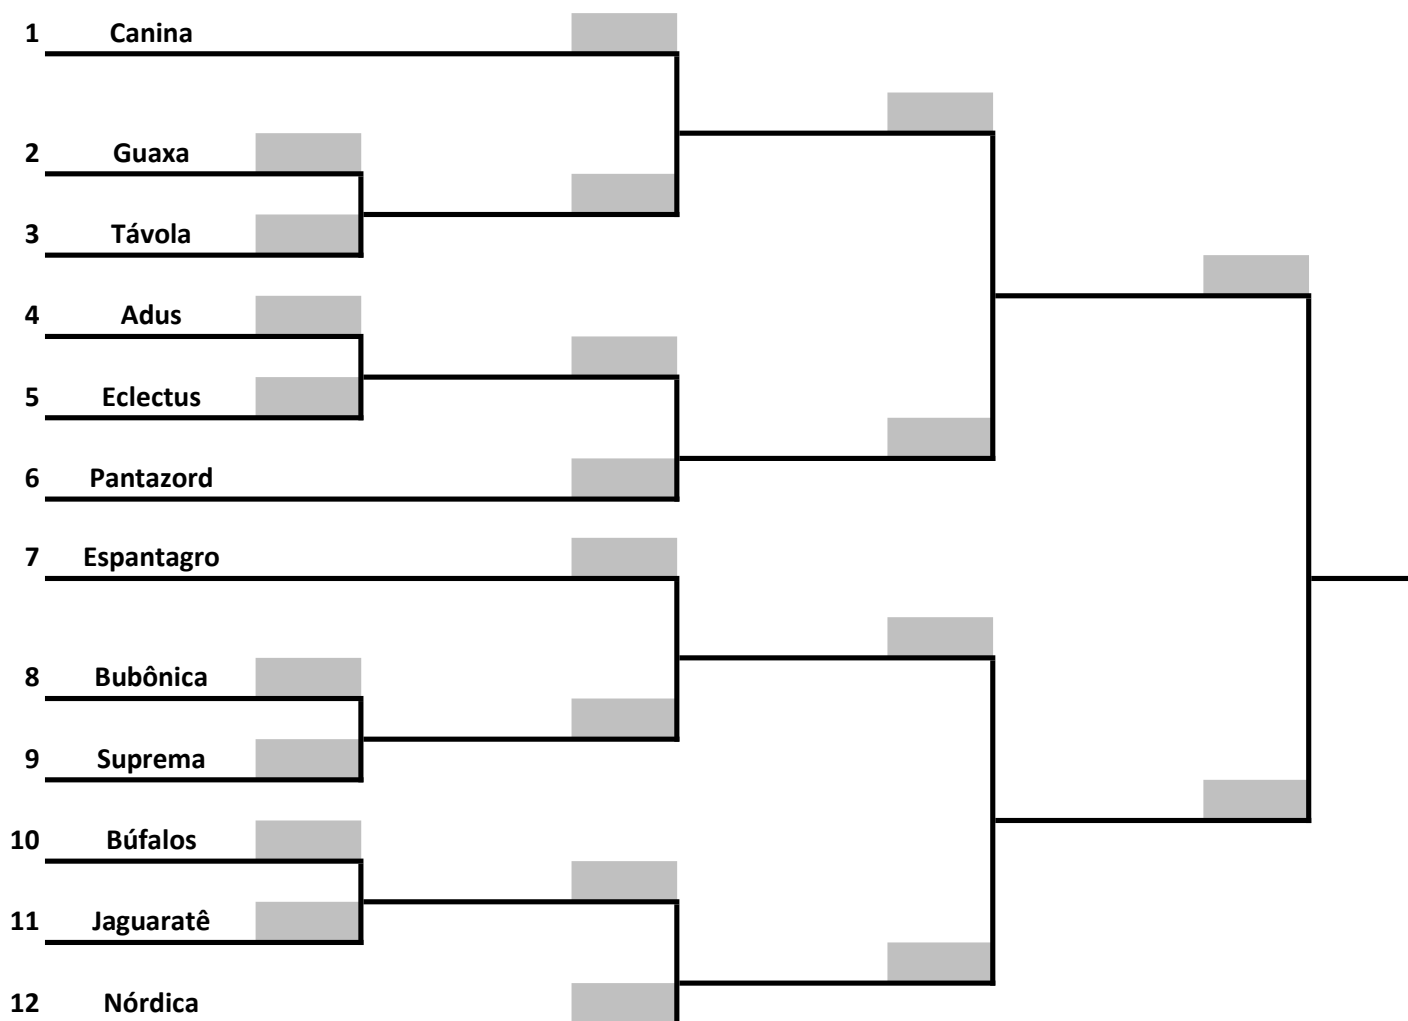 1 Canina
2 Guaxa
3 Távola
4 Adus
5 Eclectus
6 Pantazord
7 Espantagro
8 Bubônica
9 Suprema
10 Búfalos
11 Jaguaratê
12 Nórdica